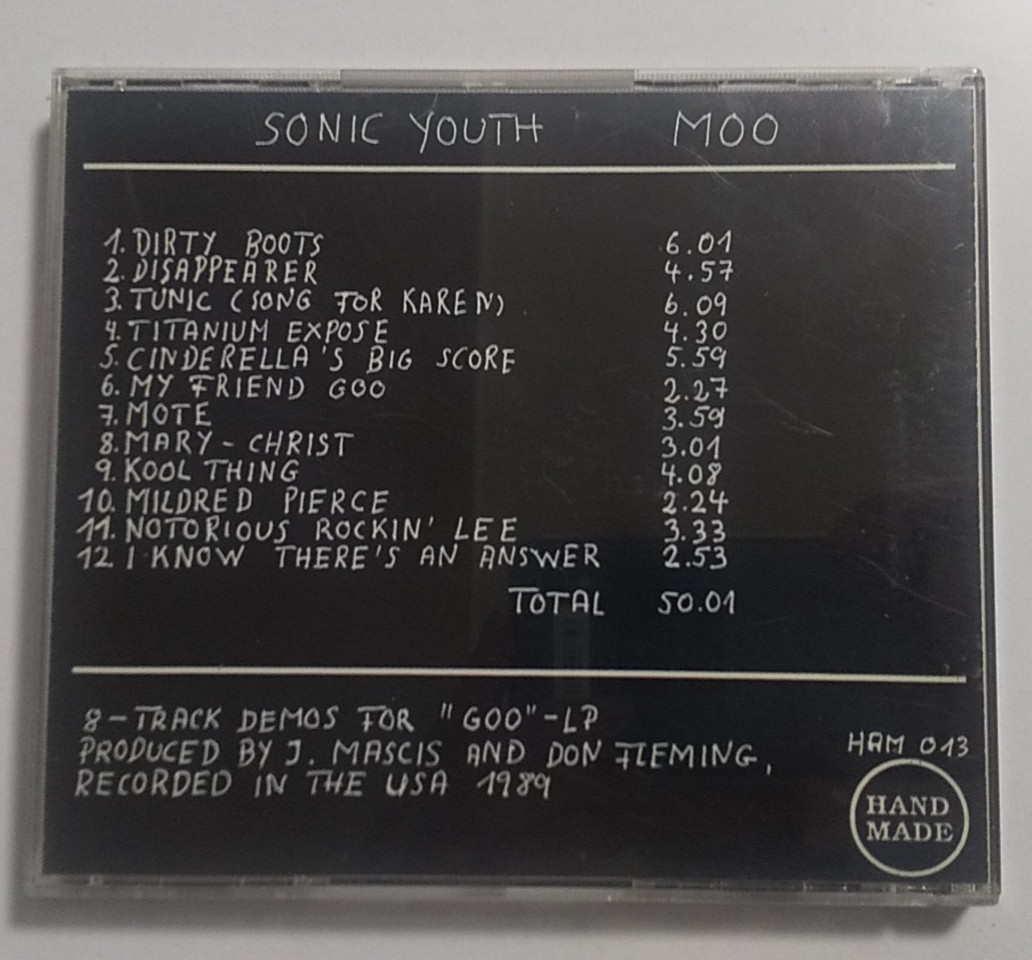 SONIC YOUTH MOO
1. DIRTY BOOTS 6.01
2. DISAPPEARER 4.57
3. TUNIC (SONG FOR KAREN) 6.09
4. TITANIUM EXPOSE 4.30
5. CINDERELLA'S BIG SCORE 5.59
6. MY FRIEND GOO 2.27
7. MOTE 3.59
8. MARY - CHRIST 3.01
9. KOOL THING 4.08
10. MILDRED PIERCE 2.24
11. NOTORIOUS ROCKIN' LEE 3.33
12. I KNOW THERE'S AN ANSWER 2.53
TOTAL 50.01
8-TRACK DEMOS FOR "GOO"-LP
PRODUCED BY J. MASCIS AND DON FLEMING,
RECORDED IN THE USA 1989
HAM 013
HAND
MADE